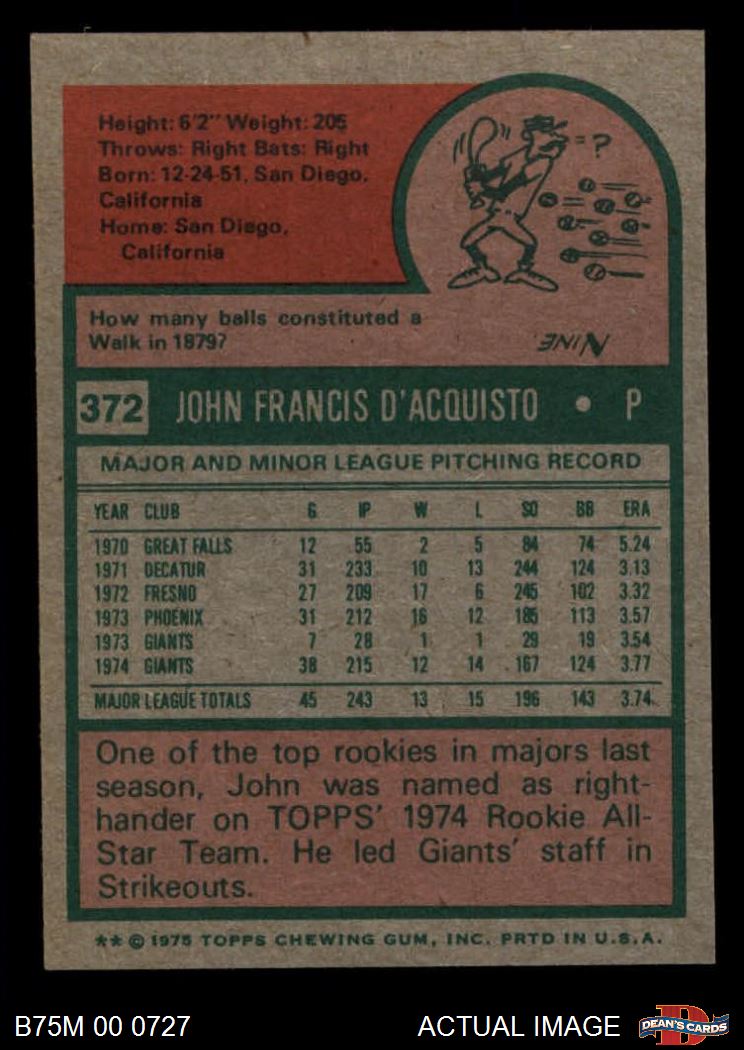 Height: 6'2" Weight: 205
Throws: Right Bats: Right
Born: 12-24-51, San Diego,
California
Home: San Diego,
California
= ?
How many balls constituted a
Walk in 1879?
NINE.
372 JOHN FRANCIS D'ACQUISTO • P
MAJOR AND MINOR LEAGUE PITCHING RECORD
YEAR CLUB G IP W L SO BB ERA
1970 GREAT FALLS 12 55 2 5 84 74 5.24
1971 DECATUR 31 233 10 13 244 124 3.13
1972 FRESNO 27 209 17 6 245 102 3.32
1973 PHOENIX 31 212 16 12 185 113 3.57
1973 GIANTS 7 28 1 1 29 19 3.54
1974 GIANTS 38 215 12 14 167 124 3.77
MAJOR LEAGUE TOTALS 45 243 13 15 196 143 3.74
One of the top rookies in majors last
season, John was named as right-
hander on TOPPS' 1974 Rookie All-
Star Team. He led Giants' staff in
Strikeouts.
** © 1975 TOPPS CHEWING GUM, INC. PRTD IN U.S.A.
B75M 00 0727 ACTUAL IMAGE DEAN'S CARDS